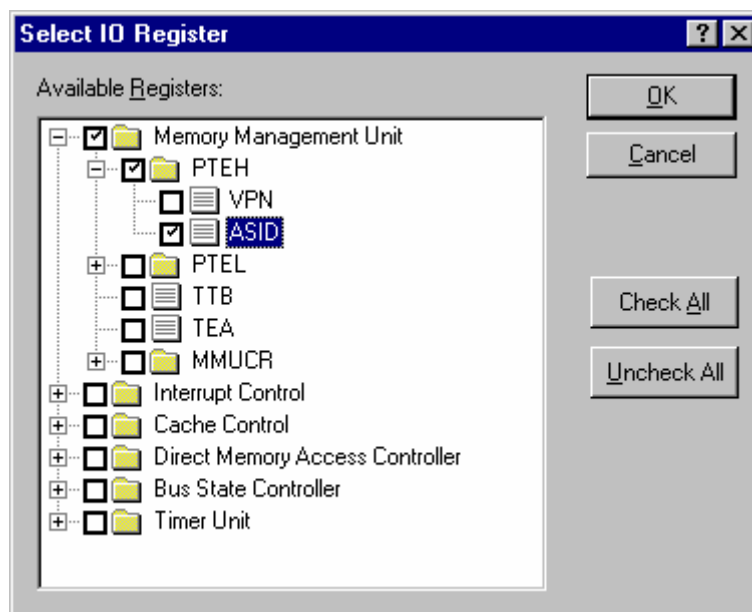 Select IO Register
Available Registers:
OK
Memory Management Unit
Cancel
PTEH
VPN
ASID
PTEL
TTB
Check All
TEA
MMUCR
Uncheck All
Interrupt Control
Cache Control
Direct Memory Access Controller
Bus State Controller
Timer Unit